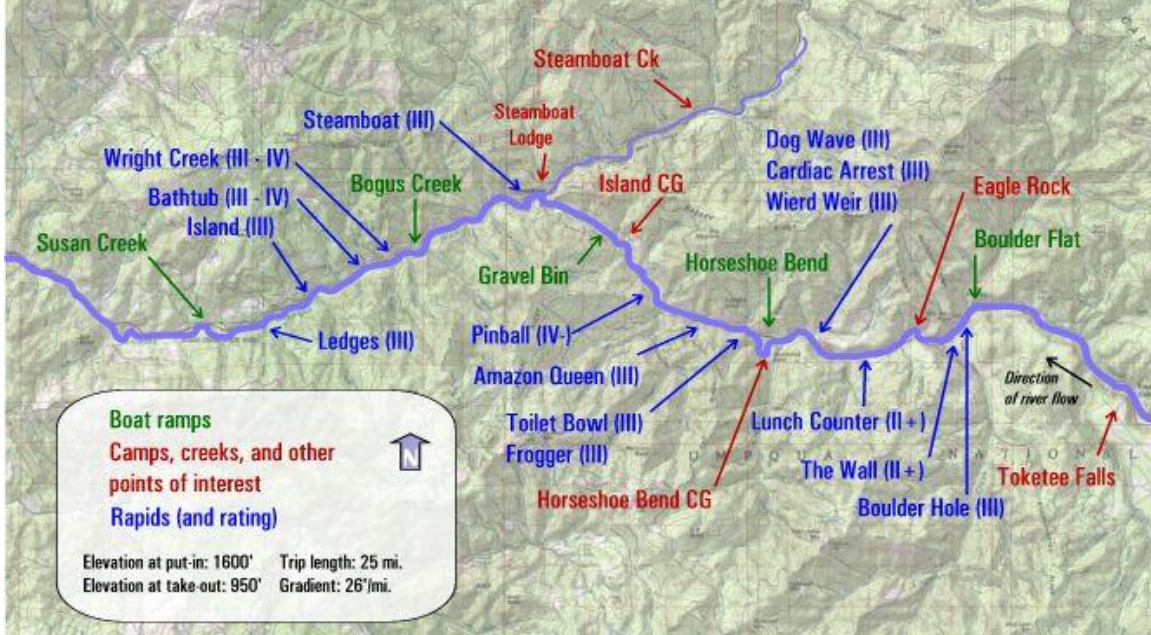 Steamboat Ck
Steamboat (III)
Steamboat
Lodge
Wright Creek (III - IV)
Bogus Creek
Bathtub (III - IV)
Island (III)
Susan Creek
Island CG
Dog Wave (III)
Cardiac Arrest (III)
Wierd Weir (III)
Eagle Rock
Boulder Flat
Gravel Bin
Horseshoe Bend
Ledges (III)
Pinball (IV-)
Amazon Queen (III)
Toilet Bowl (III)
Frogger (III)
Horseshoe Bend CG
Lunch Counter (II+)
The Wall (II+)
Boulder Hole (III)
Direction
of river flow
Toketee Falls
UMPQUA NATIONAL
Boat ramps
Camps, creeks, and other
points of interest
Rapids (and rating)
N
Elevation at put-in: 1600' Trip length: 25 mi.
Elevation at take-out: 950' Gradient: 26'/mi.